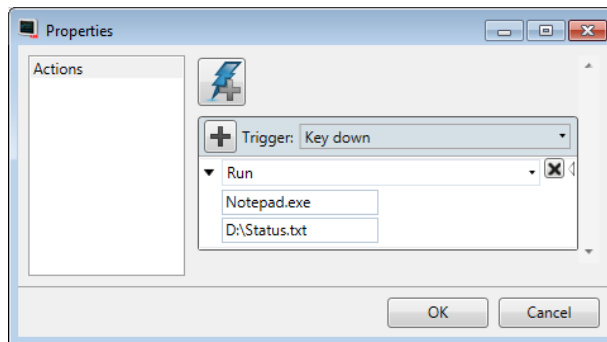 Properties
Actions
Trigger: Key down
Run
Notepad.exe
D:\Status.txt
OK
Cancel